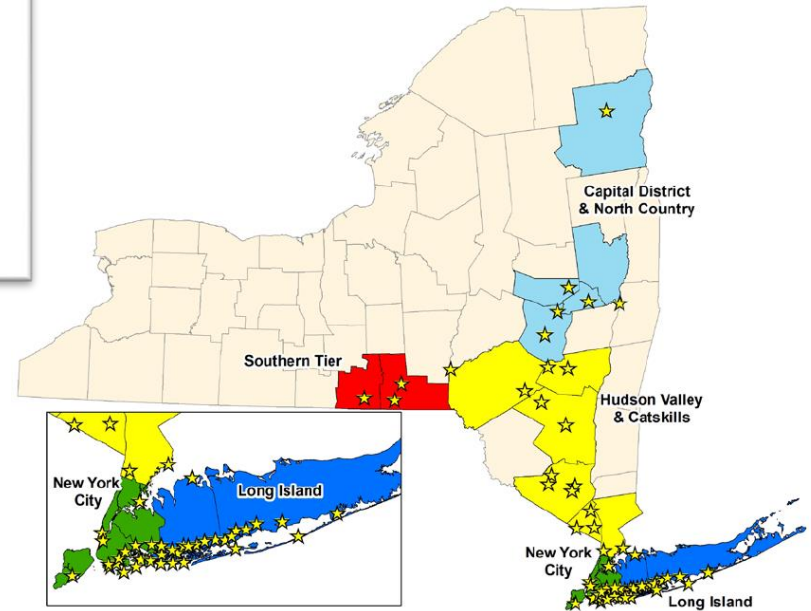 Capital District
& North Country
Southern Tier
Hudson Valley
& Catskills
New York
City
Long Island
New York
City
Long Island